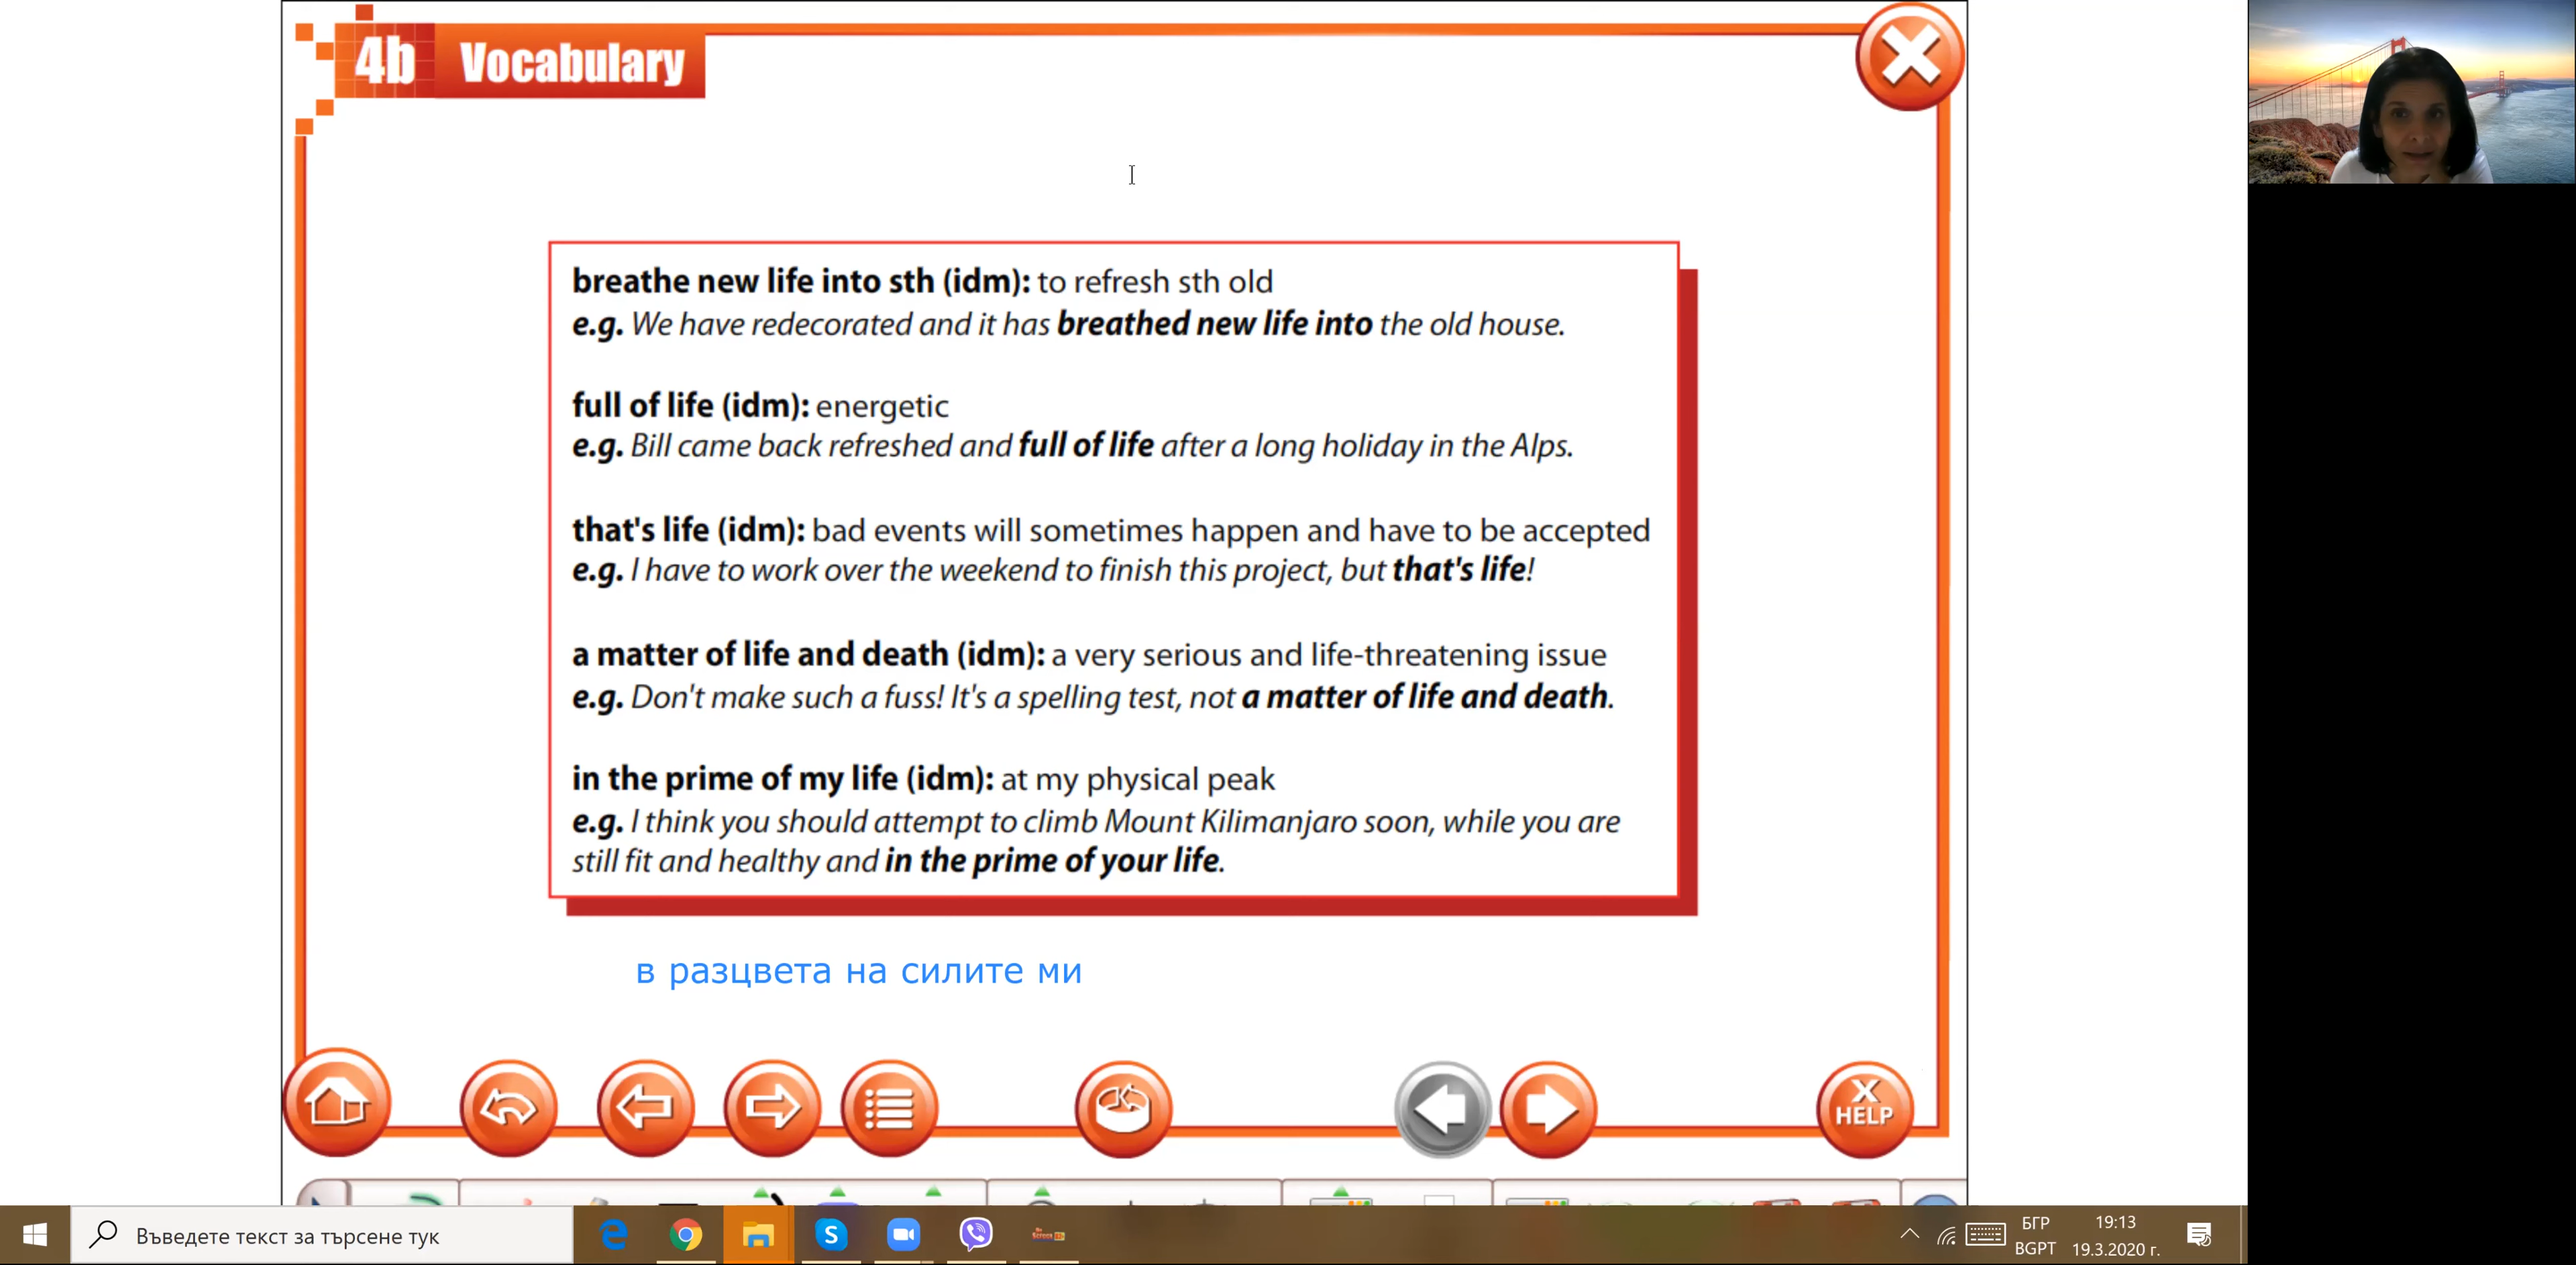 4b Vocabulary
breathe new life into sth (idm): to refresh sth old
e.g. We have redecorated and it has breathed new life into the old house.
full of life (idm): energetic
e.g. Bill came back refreshed and full of life after a long holiday in the Alps.
that's life (idm): bad events will sometimes happen and have to be accepted
e.g. I have to work over the weekend to finish this project, but that's life!
a matter of life and death (idm): a very serious and life-threatening issue
e.g. Don't make such a fuss! It's a spelling test, not a matter of life and death.
in the prime of my life (idm): at my physical peak
e.g. I think you should attempt to climb Mount Kilimanjaro soon, while you are
still fit and healthy and in the prime of your life.
в разцвета на силите ми
X
HELP
Въведете текст за търсене тук
БГР
BGPT
19:13
19.3.2020 г.